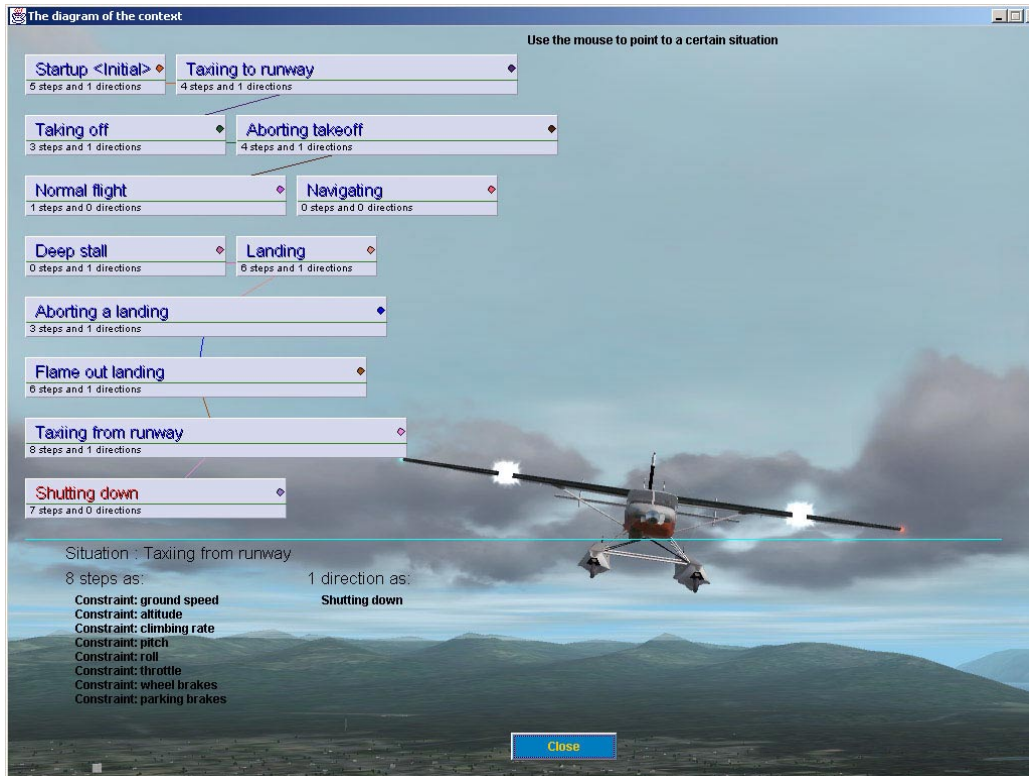 The diagram of the context
Use the mouse to point to a certain situation
Startup <Initial>
5 steps and 1 directions
Taxiing to runway
4 steps and 1 directions
Taking off
3 steps and 1 directions
Aborting takeoff
4 steps and 1 directions
Normal flight
1 steps and 0 directions
Navigating
0 steps and 0 directions
Deep stall
0 steps and 1 directions
Landing
6 steps and 1 directions
Aborting a landing
3 steps and 1 directions
Flame out landing
6 steps and 1 directions
Taxiing from runway
8 steps and 1 directions
Shutting down
7 steps and 0 directions
Situation : Taxiing from runway
8 steps as:
Constraint: ground speed
Constraint: altitude
Constraint: climbing rate
Constraint: pitch
Constraint: roll
Constraint: throttle
Constraint: wheel brakes
Constraint: parking brakes
1 direction as:
Shutting down
Close